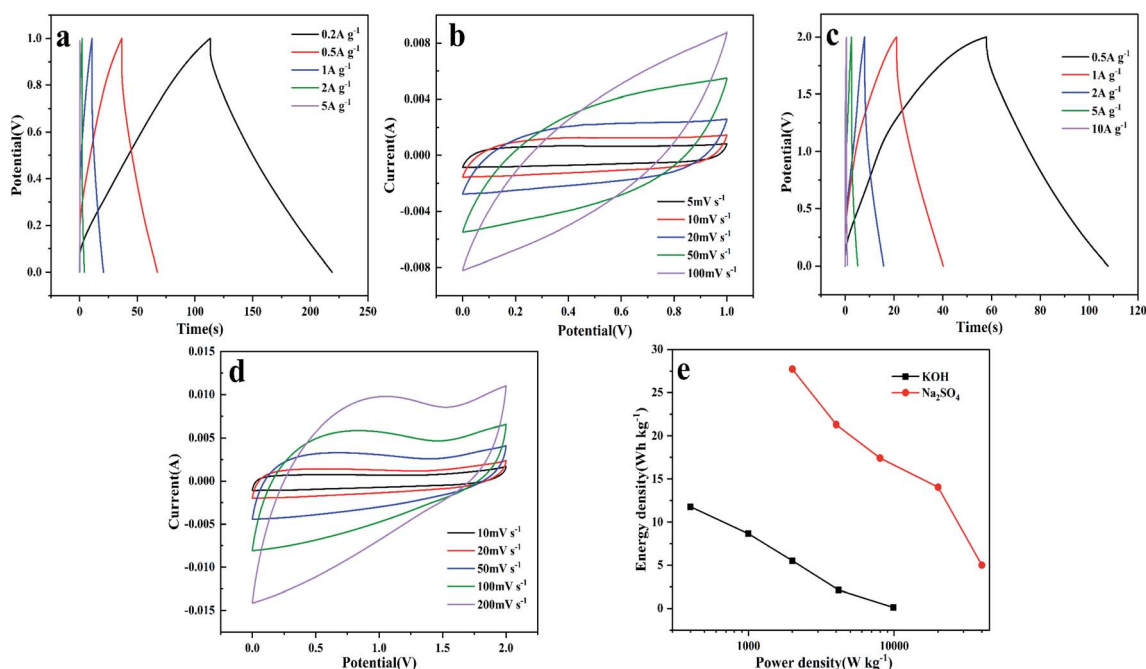 a
0.2A g⁻¹
0.5A g⁻¹
1A g⁻¹
2A g⁻¹
5A g⁻¹
Potential(V)
1.0
0.8
0.6
0.4
0.2
0.0
0 50 100 150 200 250
Time(s)
b
Current(A)
0.008
0.004
0.000
-0.004
-0.008
5mV s⁻¹
10mV s⁻¹
20mV s⁻¹
50mV s⁻¹
100mV s⁻¹
0.0 0.2 0.4 0.6 0.8 1.0
Potential(V)
c
0.5A g⁻¹
1A g⁻¹
2A g⁻¹
5A g⁻¹
10A g⁻¹
Potential(V)
2.0
1.5
1.0
0.5
0.0
0 20 40 60 80 100 120
Time(s)
d
Current(A)
0.015
0.010
0.005
0.000
-0.005
-0.010
-0.015
10mV s⁻¹
20mV s⁻¹
50mV s⁻¹
100mV s⁻¹
200mV s⁻¹
0.0 0.5 1.0 1.5 2.0
Potential(V)
e
KOH
Na₂SO₄
Energy density(Wh kg⁻¹)
30
25
20
15
10
5
0
1000 10000
Power density(W kg⁻¹)